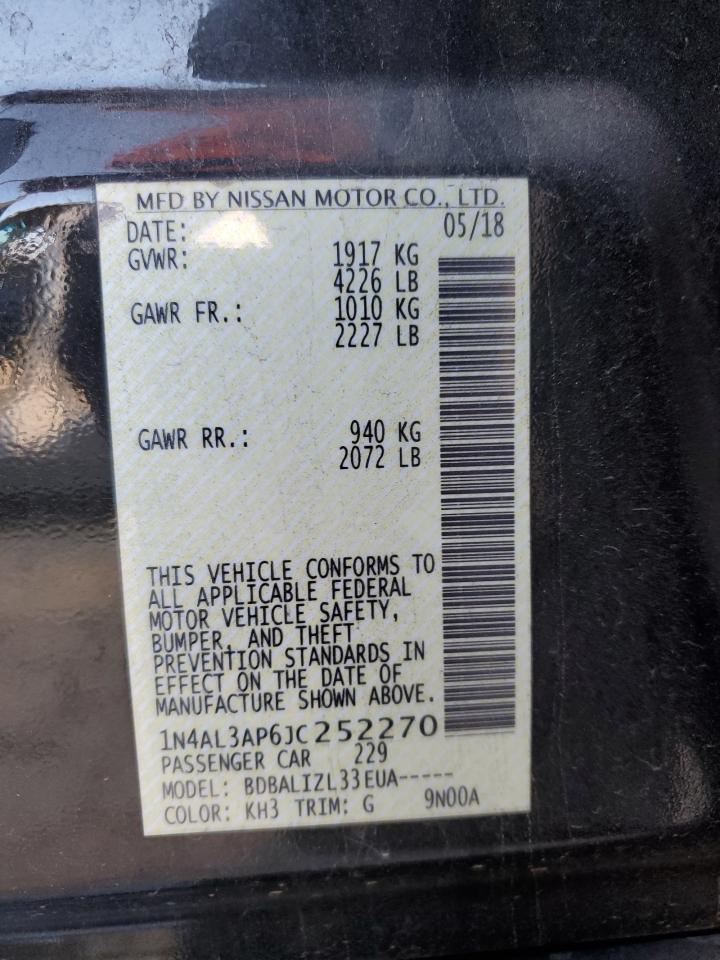 MFD BY NISSAN MOTOR CO., LTD.
DATE: 05/18
GVWR: 1917 KG
4226 LB
GAWR FR.: 1010 KG
2227 LB
GAWR RR.: 940 KG
2072 LB
THIS VEHICLE CONFORMS TO
ALL APPLICABLE FEDERAL
MOTOR VEHICLE SAFETY,
BUMPER, AND THEFT
PREVENTION STANDARDS IN
EFFECT ON THE DATE OF
MANUFACTURE SHOWN ABOVE.
1N4AL3AP6JC252270
PASSENGER CAR 229
MODEL: BDBALIZL33EUA-----
COLOR: KH3 TRIM: G 9N00A